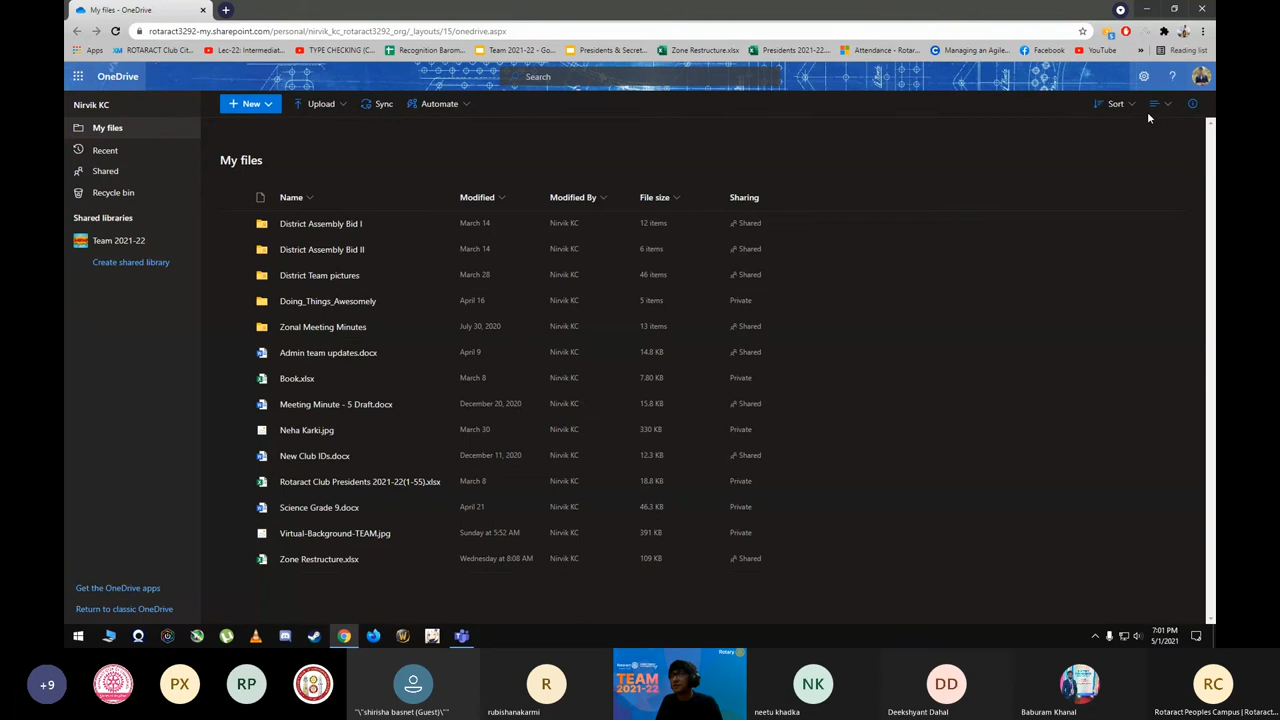 My files - OneDrive
rotaract3292-my.sharepoint.com/personal/nirvik_kc_rotaract3292_org/_layouts/15/onedrive.aspx
Apps ROTARACT Club Cit... Lec-22: Intermediat... TYPE CHECKING (C... Recognition Barom... Team 2021-22 - Go... Presidents & Secret... Zone Restructure.xlsx Presidents 2021-22.... Attendance - Rotar... Managing an Agile... Facebook YouTube » Reading list
OneDrive Search ?
Nirvik KC
+ New Upload Sync Automate Sort
My files
Recent
Shared
Recycle bin
Shared libraries
Team 2021-22
Create shared library
Get the OneDrive apps
Return to classic OneDrive
My files
Name Modified Modified By File size Sharing
District Assembly Bid I March 14 Nirvik KC 12 items Shared
District Assembly Bid II March 14 Nirvik KC 6 items Shared
District Team pictures March 28 Nirvik KC 46 items Shared
Doing_Things_Awesomely April 16 Nirvik KC 5 items Private
Zonal Meeting Minutes July 30, 2020 Nirvik KC 13 items Shared
Admin team updates.docx April 9 Nirvik KC 14.8 KB Shared
Book.xlsx March 8 Nirvik KC 7.80 KB Private
Meeting Minute - 5 Draft.docx December 20, 2020 Nirvik KC 15.8 KB Shared
Neha Karki.jpg March 30 Nirvik KC 330 KB Private
New Club IDs.docx December 11, 2020 Nirvik KC 12.3 KB Shared
Rotaract Club Presidents 2021-22(1-55).xlsx March 8 Nirvik KC 18.8 KB Private
Science Grade 9.docx April 21 Nirvik KC 46.3 KB Private
Virtual-Background-TEAM.jpg Sunday at 5:52 AM Nirvik KC 391 KB Private
Zone Restructure.xlsx Wednesday at 8:08 AM Nirvik KC 109 KB Shared
7:01 PM
5/1/2021
+9 PX RP R NK DD RC
Rotary
Rotaract
TEAM
2021-22
"\"shirisha basnet (Guest)\"" rubishanakarmi neetu khadka Deekshyant Dahal Baburam Khanal Rotaract Peoples Campus | Rotaract...